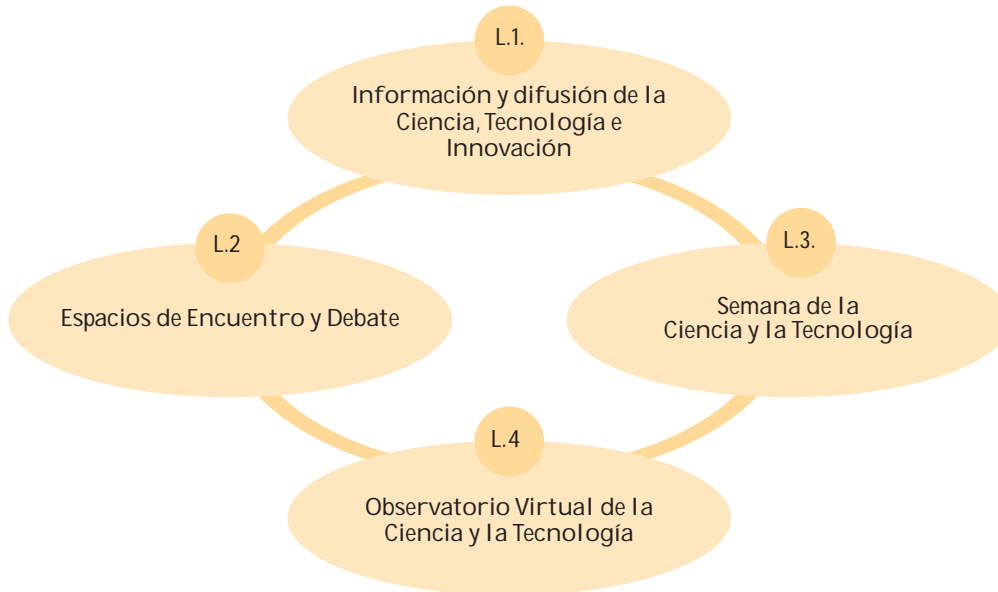 L.1.
Información y difusión de la
Ciencia, Tecnología e
Innovación
L.2
Espacios de Encuentro y Debate
L.3.
Semana de la
Ciencia y la Tecnología
L.4
Observatorio Virtual de la
Ciencia y la Tecnología